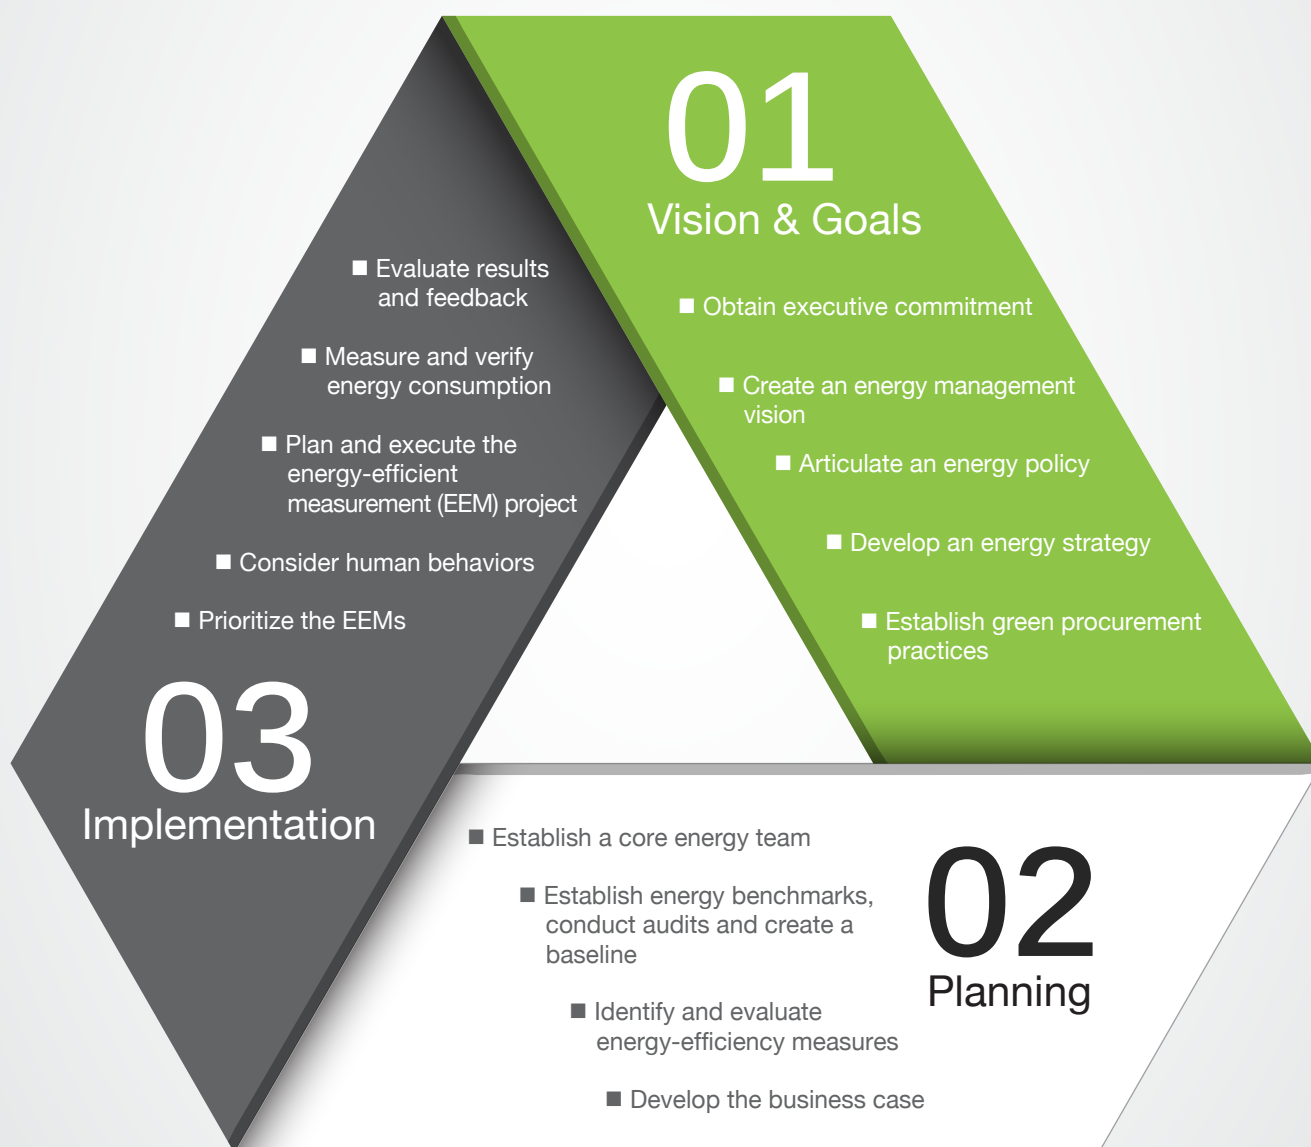 01
Vision & Goals
■ Obtain executive commitment
■ Create an energy management
vision
■ Articulate an energy policy
■ Develop an energy strategy
■ Establish green procurement
practices
■ Establish a core energy team
■ Establish energy benchmarks,
conduct audits and create a
baseline
■ Identify and evaluate
energy-efficiency measures
■ Develop the business case
02
Planning
■ Evaluate results
and feedback
■ Measure and verify
energy consumption
■ Plan and execute the
energy-efficient
measurement (EEM) project
■ Consider human behaviors
■ Prioritize the EEMs
03
Implementation